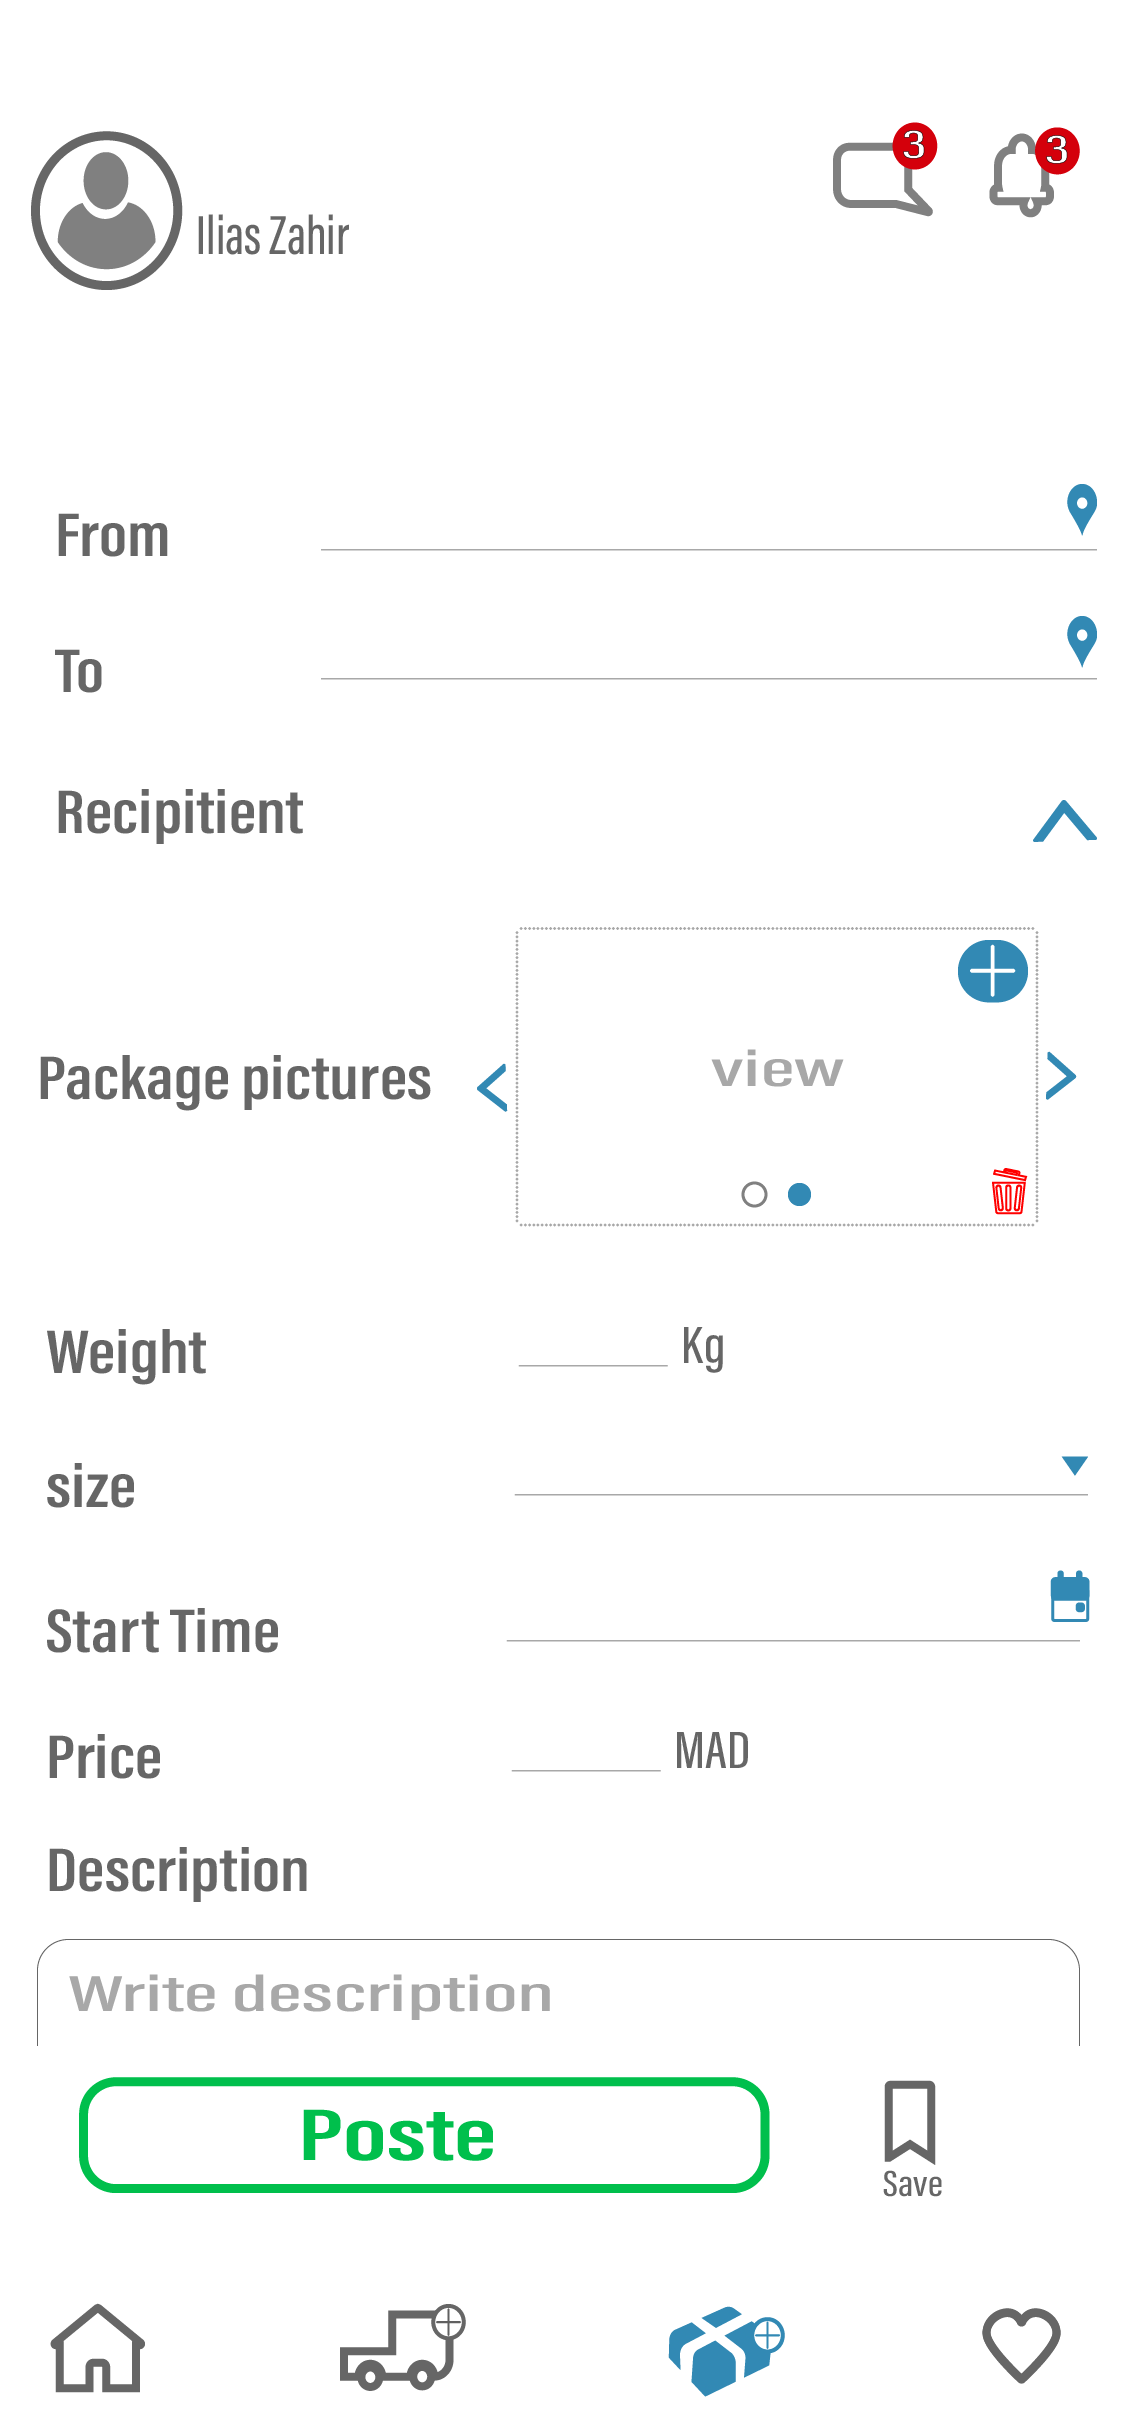 3
3
Ilias Zahir
From
To
Recipitient
view
Package pictures
Weight
Kg
size
Start Time
Price
MAD
Description
Write description
Poste
Save